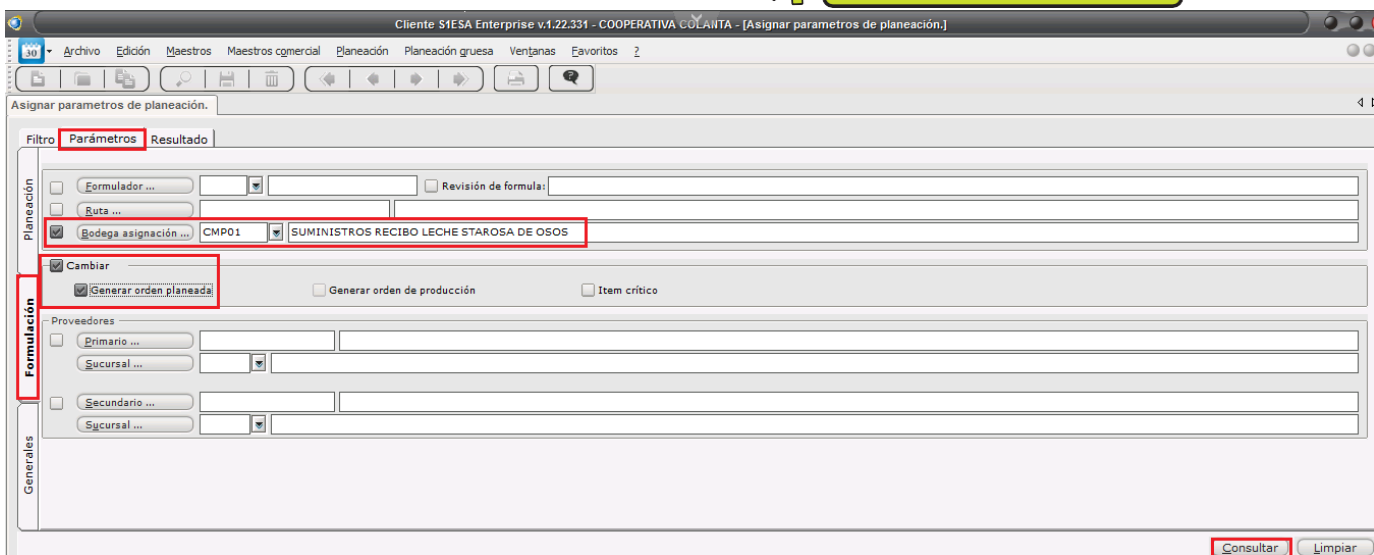 Cliente S1ESA Enterprise v.1.22.331 - COOPERATIVA COLANTA - [Asignar parametros de planeación.]
30 Archivo Edición Maestros Maestros comercial Planeación Planeación gruesa Ventanas Favoritos ?
Asignar parametros de planeación.
Filtro Parámetros Resultado
Planeación
Formulación
Generales
Formulador ... Revisión de formula:
Ruta ...
Bodega asignación ... CMP01 SUMINISTROS RECIBO LECHE STAROSA DE OSOS
Cambiar
Generar orden planeada Generar orden de producción Item crítico
Proveedores
Primario ...
Sucursal ...
Secundario ...
Sucursal ...
Consultar Limpiar